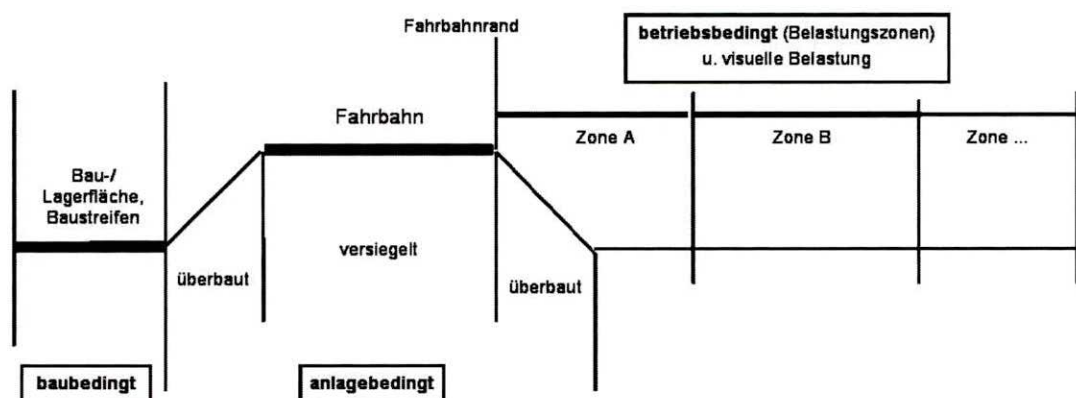 Fahrbahnrand
betriebsbedingt (Belastungszonen)
u. visuelle Belastung
Fahrbahn
Zone A
Zone B
Zone ...
Bau-/
Lagerfläche,
Baustreifen
überbaut
versiegelt
überbaut
baubedingt
anlagebedingt